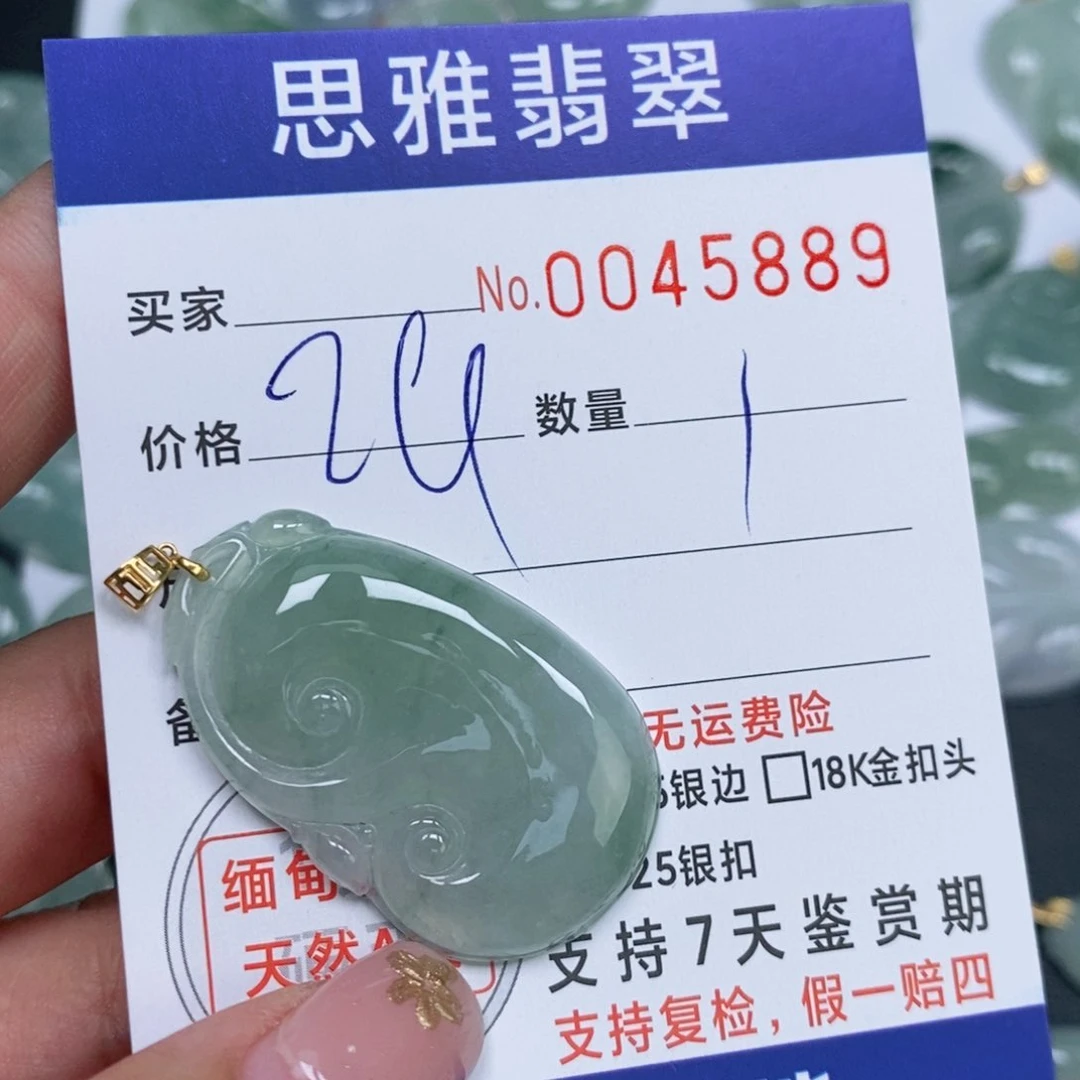 思雅翡翠
买家 No.0045889
价格 24 数量 1
备
无运费险
银边 □18K金扣头
25银扣
缅甸
天然A
支持7天鉴赏期
支持复检，假一赔四